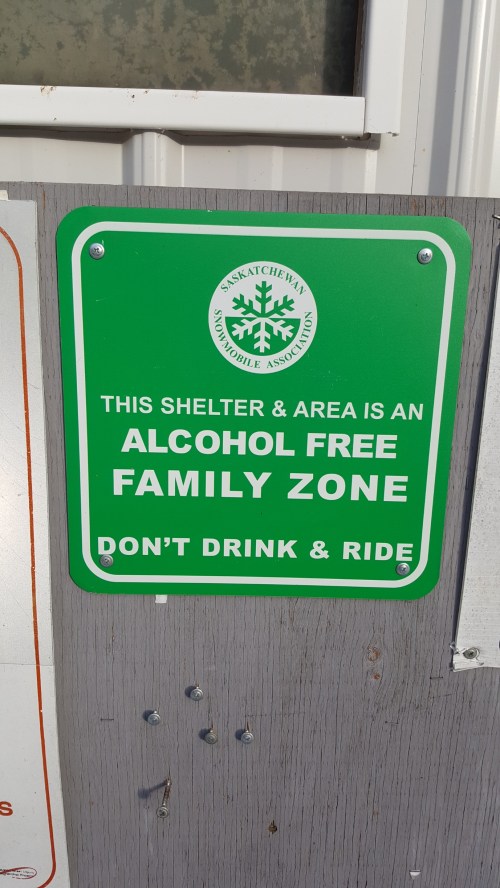 SASKATCHEWAN
SNOWMOBILE ASSOCIATION
THIS SHELTER & AREA IS AN
ALCOHOL FREE
FAMILY ZONE
DON'T DRINK & RIDE
S